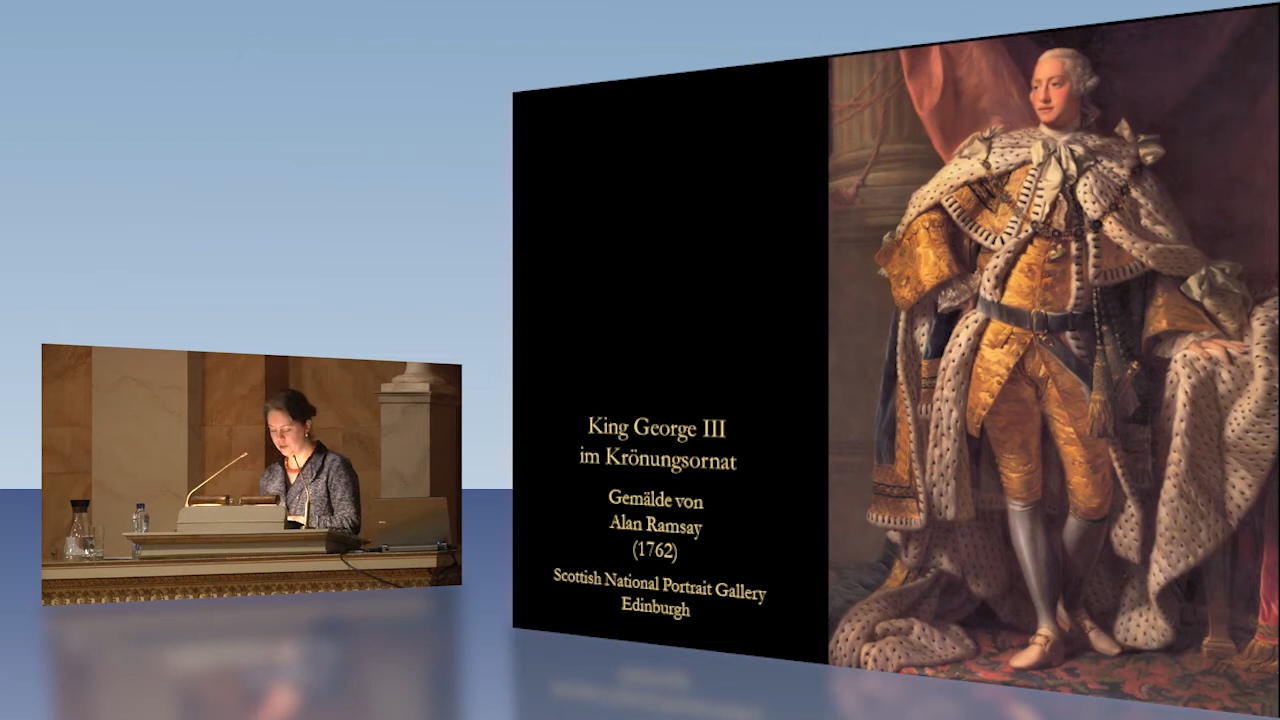 King George III
im Krönungsornat
Gemälde von
Alan Ramsay
(1762)
Scottish National Portrait Gallery
Edinburgh